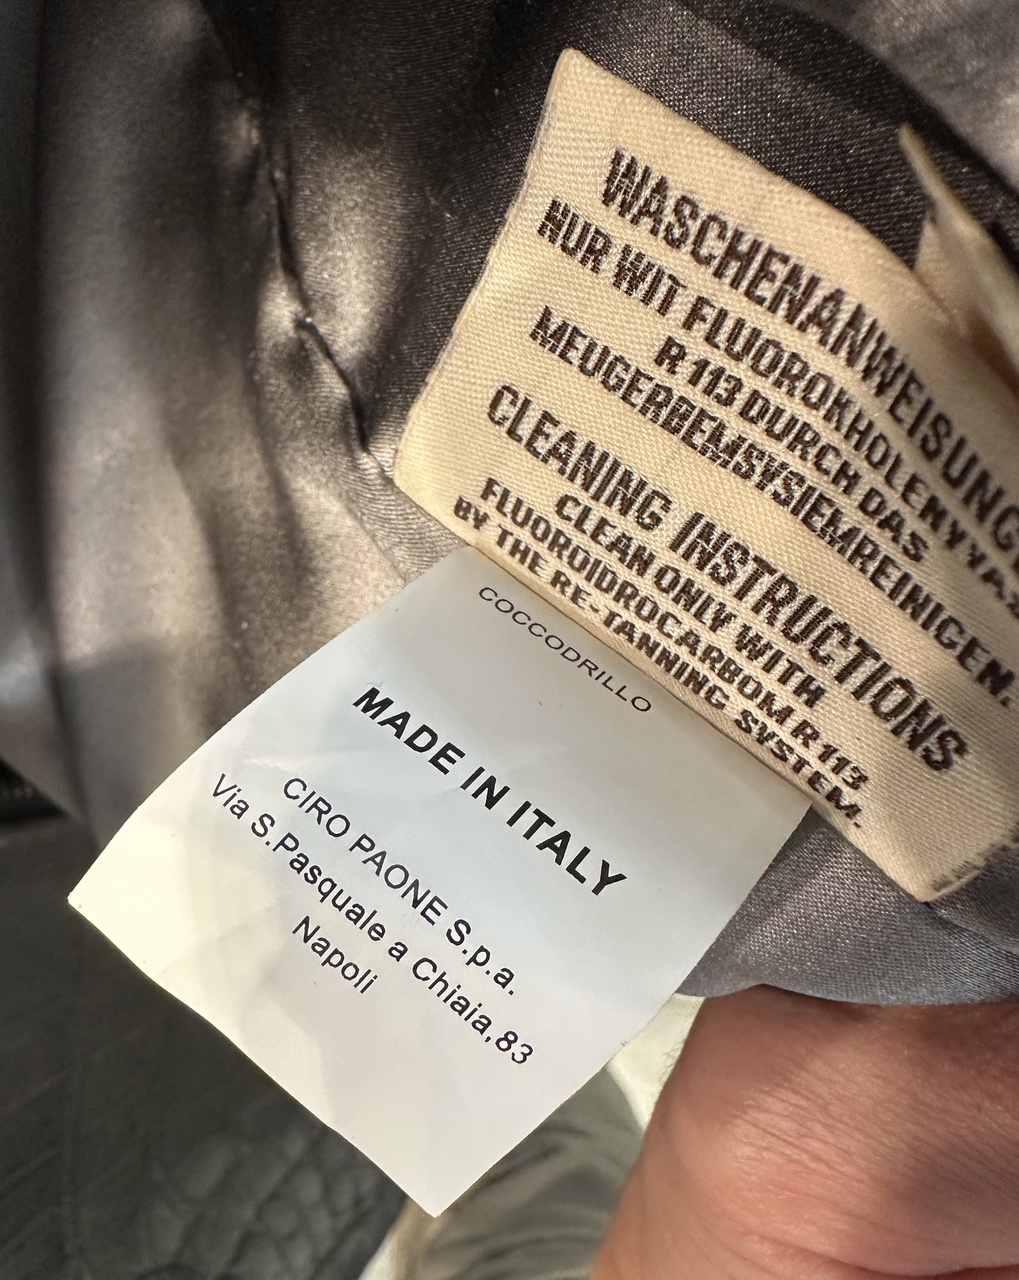 WASCHENANWEISUNG
NUR WIT FLUOROKHOLENYYA
R 113 DURCH DAS
MEUGERBEMSYSIEMREINIGEN.
CLEANING INSTRUCTIONS
CLEAN ONLY WITH
FLUOROIDROCARBOM R 113
BY THE RE-TANNING SYSTEM.
COCCODRILLO
MADE IN ITALY
CIRO PAONE S.p.a.
Via S.Pasquale a Chiaia,83
Napoli